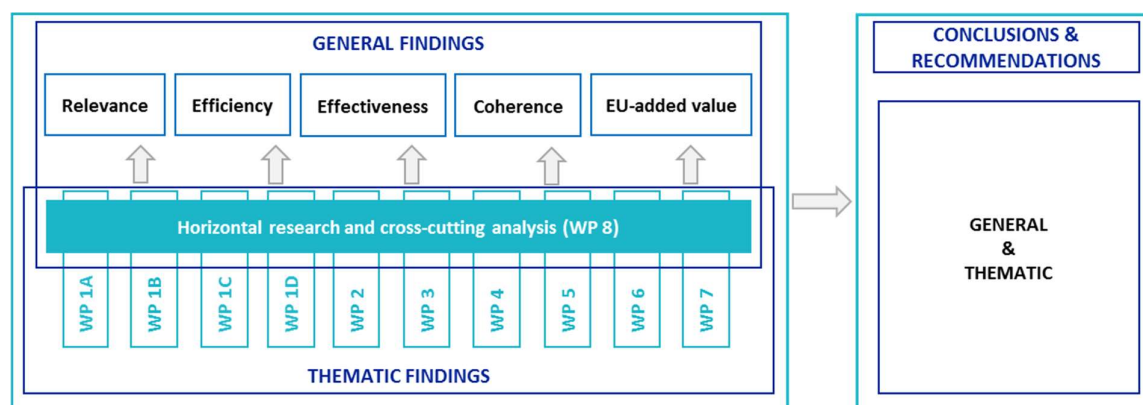 GENERAL FINDINGS
Relevance
Efficiency
Effectiveness
Coherence
EU-added value
Horizontal research and cross-cutting analysis (WP 8)
WP 1A
WP 1B
WP 1C
WP 1D
WP 2
WP 3
WP 4
WP 5
WP 6
WP 7
THEMATIC FINDINGS
CONCLUSIONS &
RECOMMENDATIONS
GENERAL
&
THEMATIC